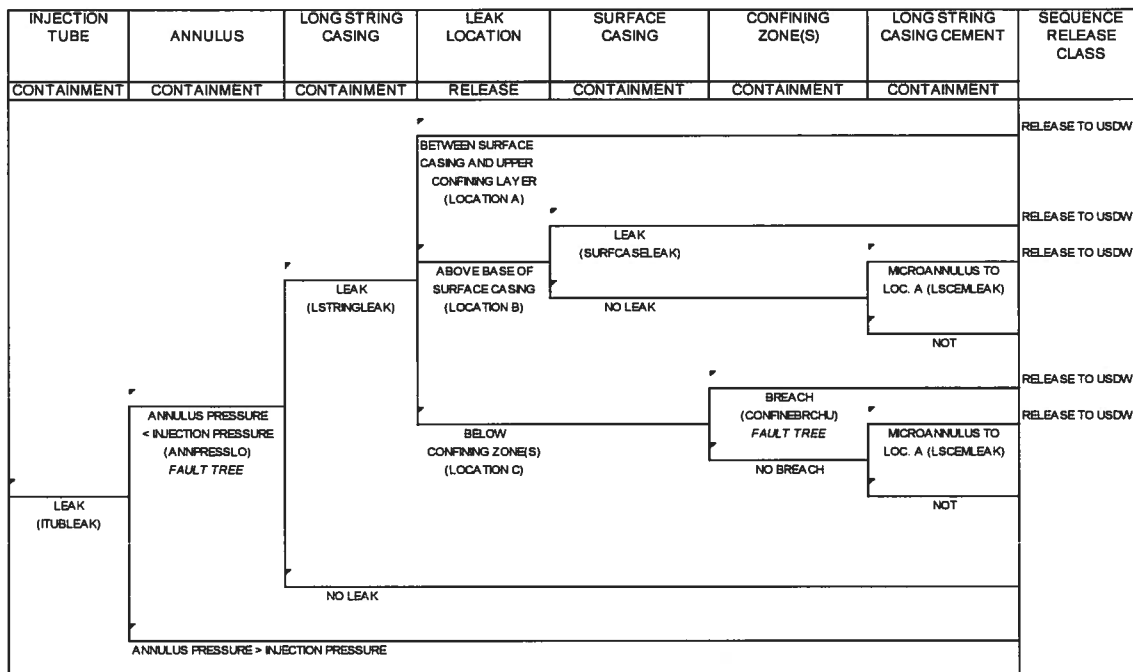 INJECTION TUBE
ANNULUS
LONG STRING CASING
LEAK LOCATION
SURFACE CASING
CONFINING ZONE(S)
LONG STRING CASING CEMENT
SEQUENCE RELEASE CLASS
CONTAINMENT
CONTAINMENT
CONTAINMENT
RELEASE
CONTAINMENT
CONTAINMENT
CONTAINMENT
RELEASE TO USDW
BETWEEN SURFACE
CASING AND UPPER
CONFINING LAYER
(LOCATION A)
RELEASE TO USDW
LEAK
(SURFCASELEAK)
RELEASE TO USDW
LEAK
(LSTRINGLEAK)
ABOVE BASE OF
SURFACE CASING
(LOCATION B)
NO LEAK
MICROANNULUS TO
LOC. A (LSCEMLEAK)
NOT
RELEASE TO USDW
ANNULUS PRESSURE
< INJECTION PRESSURE
(ANNPRESSLO)
FAULT TREE
BREACH
(CONFINEBRCHU)
FAULT TREE
RELEASE TO USDW
BELOW
CONFINING ZONE(S)
(LOCATION C)
NO BREACH
MICROANNULUS TO
LOC. A (LSCEMLEAK)
NOT
LEAK
(ITUBLEAK)
NO LEAK
ANNULUS PRESSURE > INJECTION PRESSURE